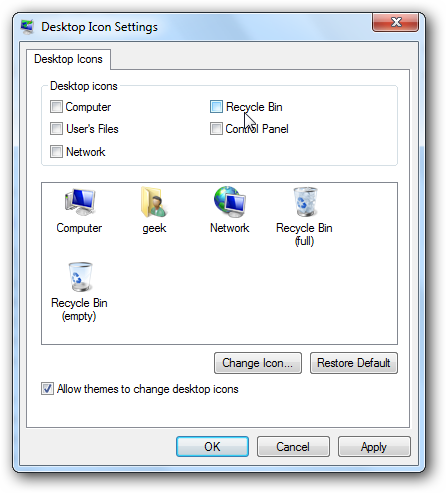 Desktop Icon Settings
Desktop Icons
Desktop icons
Computer
Recycle Bin
User's Files
Control Panel
Network
Computer
geek
Network
Recycle Bin
(full)
Recycle Bin
(empty)
Change Icon...
Restore Default
Allow themes to change desktop icons
OK
Cancel
Apply